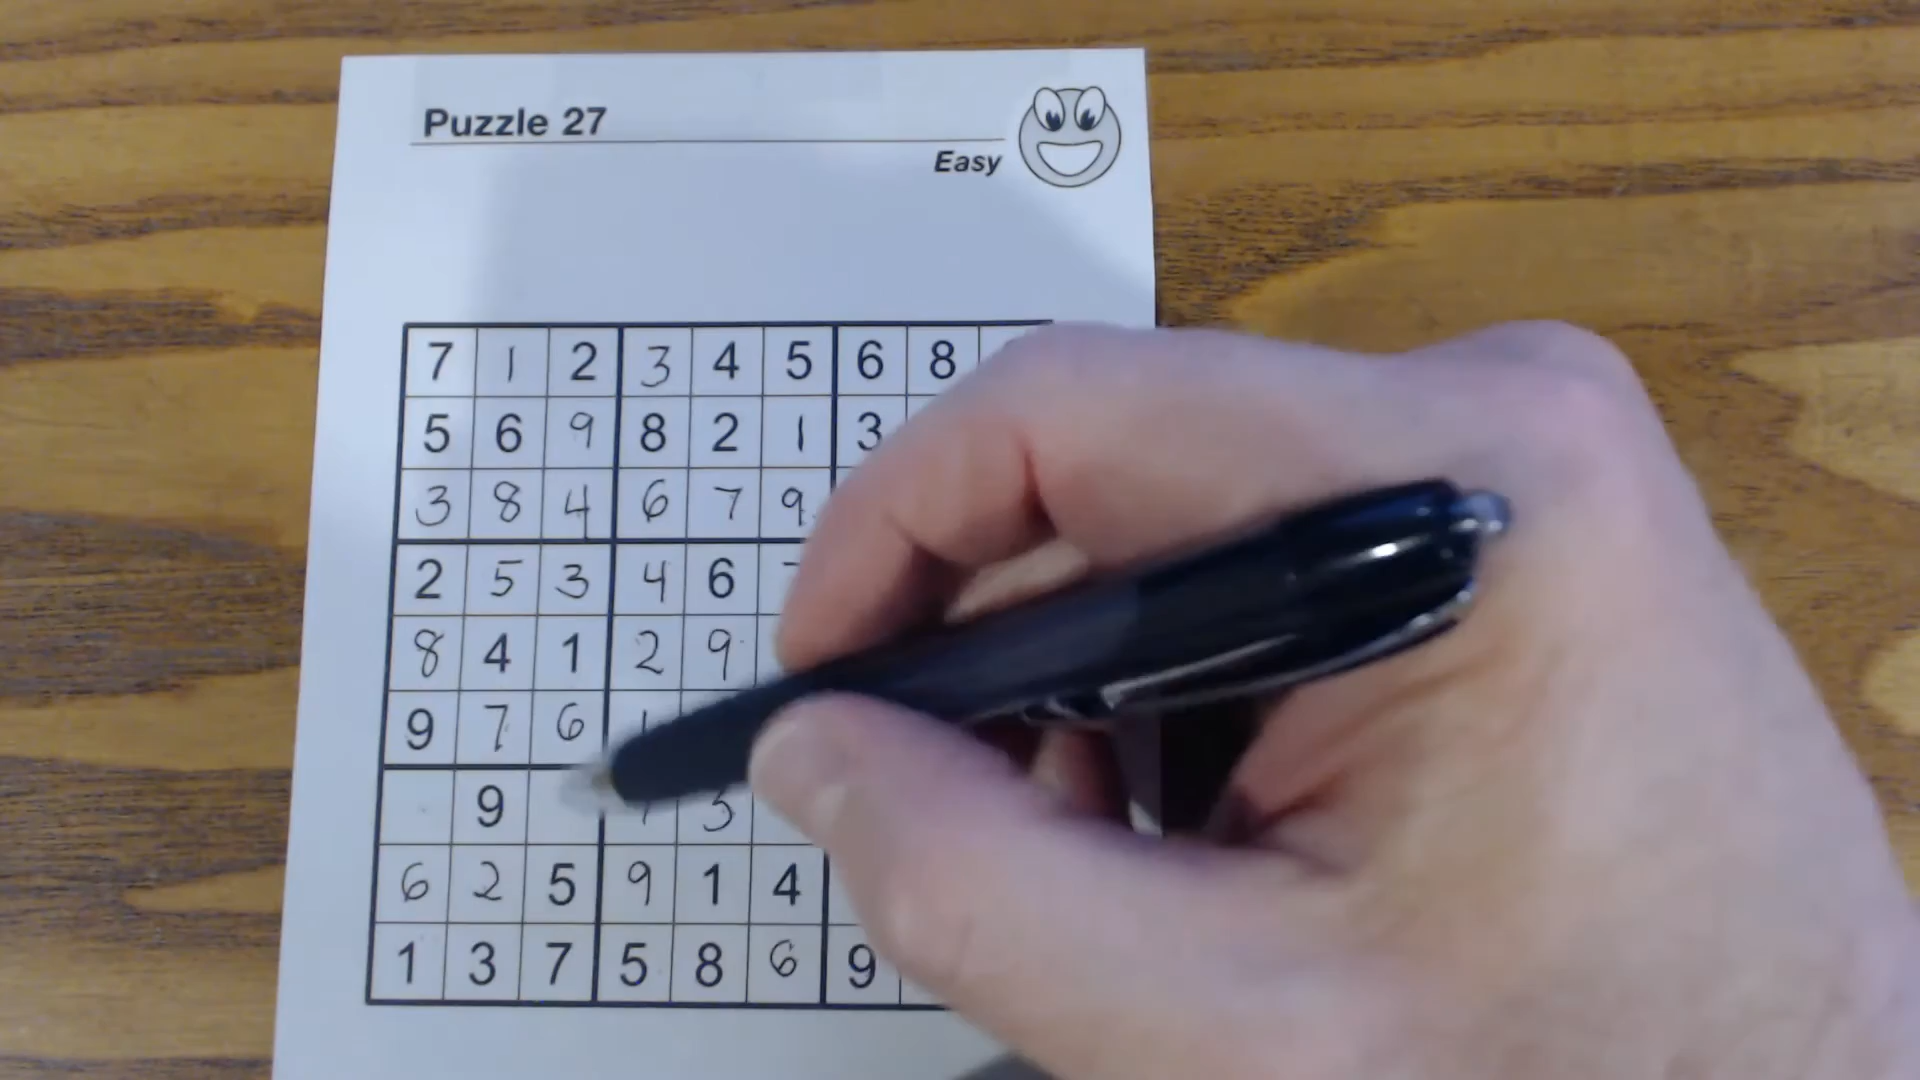 Puzzle 27
Easy
7 1 2 3 4 5 6 8
5 6 9 8 2 1 3
3 8 4 6 7 9
2 5 3 4 6
8 4 1 2 9
9 7 6
9 3
6 2 5 9 1 4
1 3 7 5 8 6 9